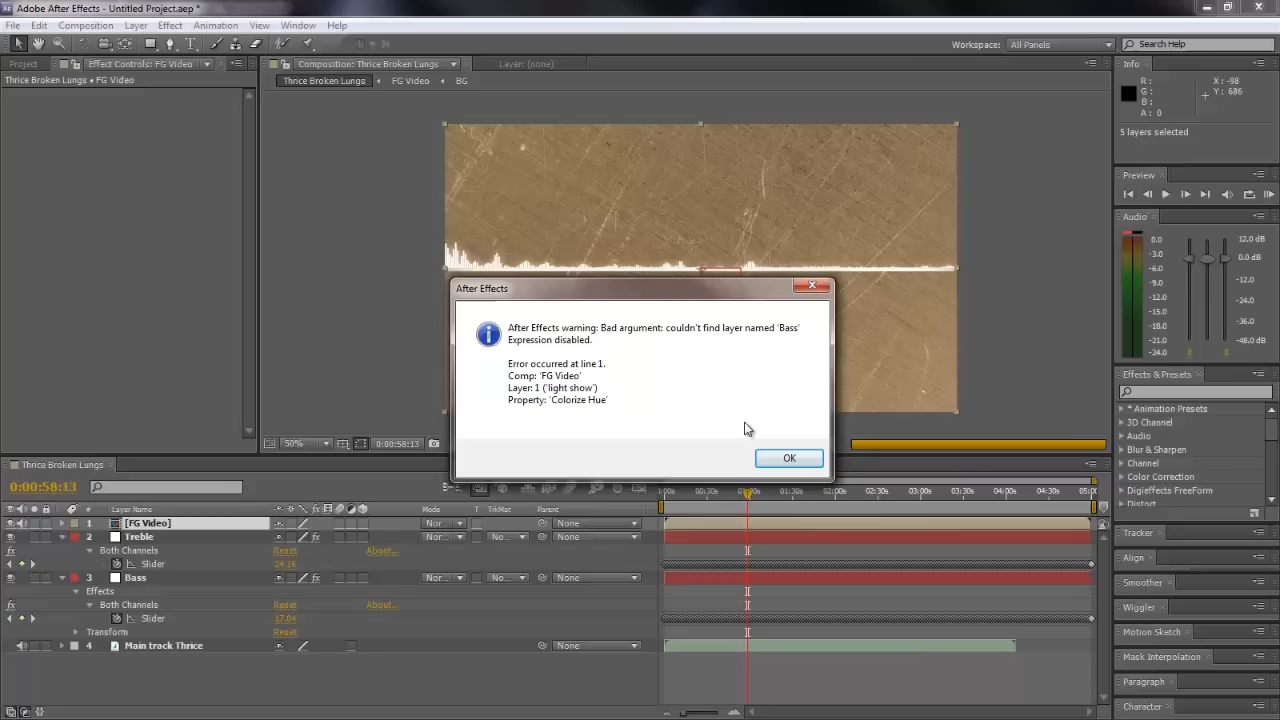 Adobe After Effects - Untitled Project.aep *
File Edit Composition Layer Effect Animation View Window Help
Workspace: All Panels Search Help
Project Effect Controls: FG Video Composition: Thrice Broken Lungs Layer: (none) Info
Thrice Broken Lungs • FG Video Thrice Broken Lungs FG Video BG
R: X: -98
G: Y: 686
B:
A: 0
5 layers selected
Preview
Audio
0.0 12.0 dB
-3.0 0.0 dB
-6.0
-9.0 -12.0
-12.0 -24.0
-15.0
-18.0 -36.0
-21.0
-24.0 0 0 -48.0 dB
After Effects
After Effects warning: Bad argument: couldn't find layer named 'Bass'
Expression disabled.
Error occurred at line 1.
Comp: 'FG Video'
Layer: 1 ('light show')
Property: 'Colorize Hue'
OK
Effects & Presets
* Animation Presets
3D Channel
Audio
Blur & Sharpen
Channel
Color Correction
Digieffects FreeForm
Distort
50% 0:00:58:13
Thrice Broken Lungs
0:00:58:13
# Layer Name Mode T TrkMat Parent
:00s 00:30s 01:00s 01:30s 02:00s 02:30s 03:00s 03:30s 04:00s 04:30s 05:00
1 [FG Video] Nor... None
2 Treble Nor... No... None
Both Channels Reset About...
Slider 24.16
3 Bass Nor... No... None
Effects
Both Channels Reset About...
Slider 17.04
Transform Reset
4 Main track Thrice None
Tracker
Align
Smoother
Wiggler
Motion Sketch
Mask Interpolation
Paragraph
Character